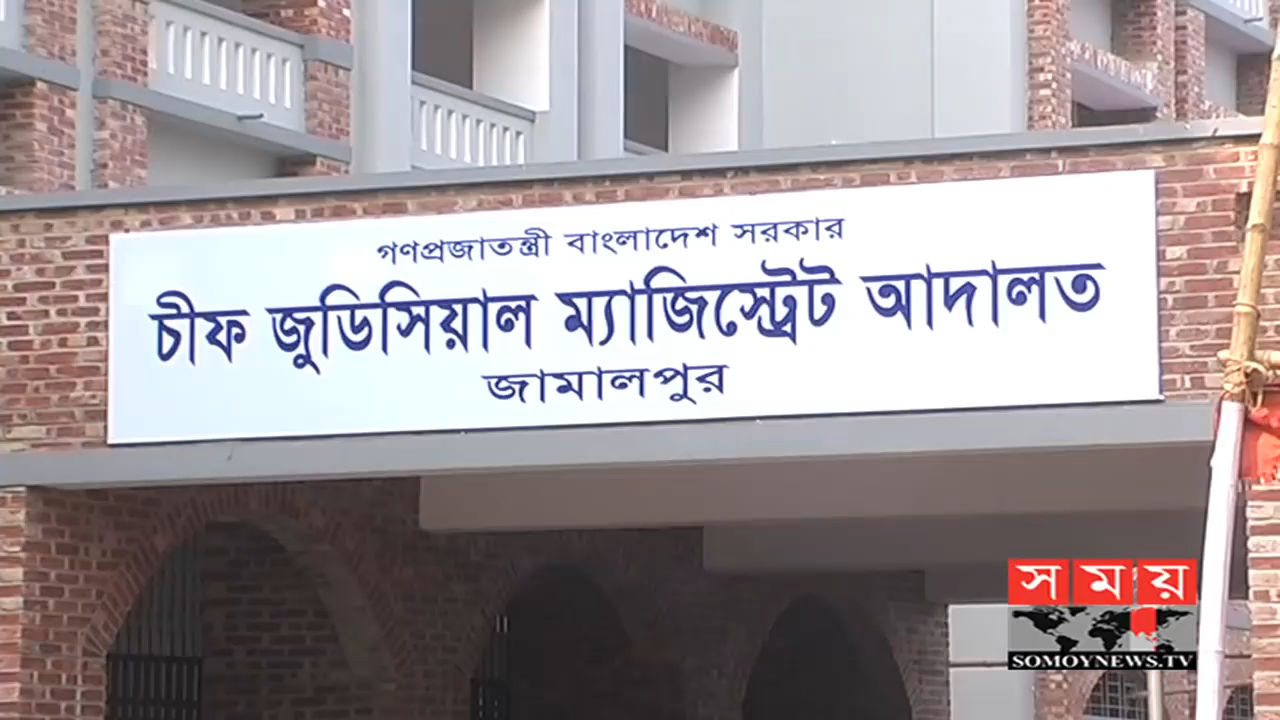 গণপ্রজাতন্ত্রী বাংলাদেশ সরকার
চীফ জুডিসিয়াল ম্যাজিস্ট্রেট আদালত
জামালপুর
সময়
SOMOYNEWS.TV